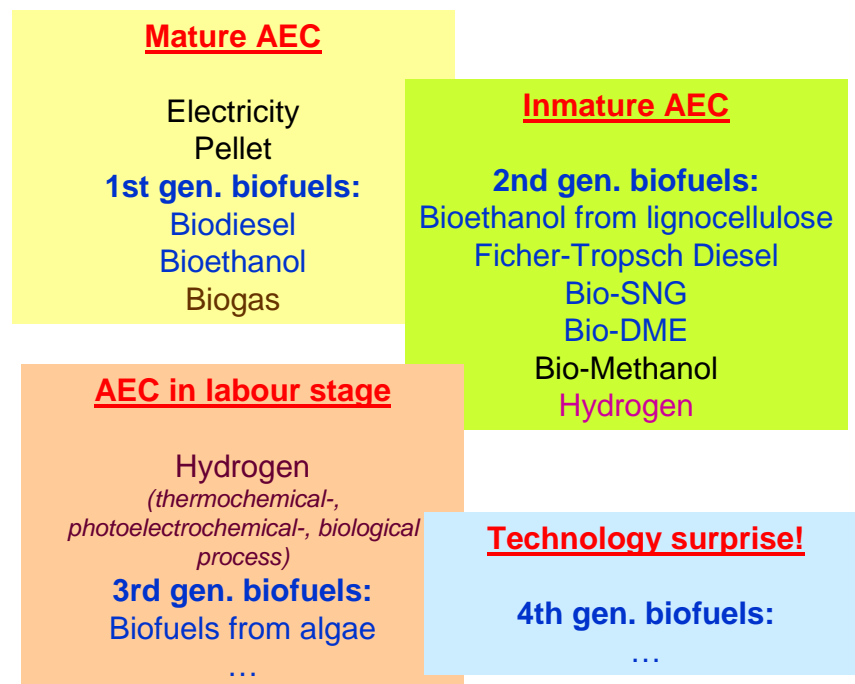 Mature AEC
Electricity
Pellet
1st gen. biofuels:
Biodiesel
Bioethanol
Biogas
Inmature AEC
2nd gen. biofuels:
Bioethanol from lignocellulose
Ficher-Tropsch Diesel
Bio-SNG
Bio-DME
Bio-Methanol
Hydrogen
AEC in labour stage
Hydrogen
(thermochemical-,
photoelectrochemical-, biological
process)
3rd gen. biofuels:
Biofuels from algae
…
Technology surprise!
4th gen. biofuels:
…